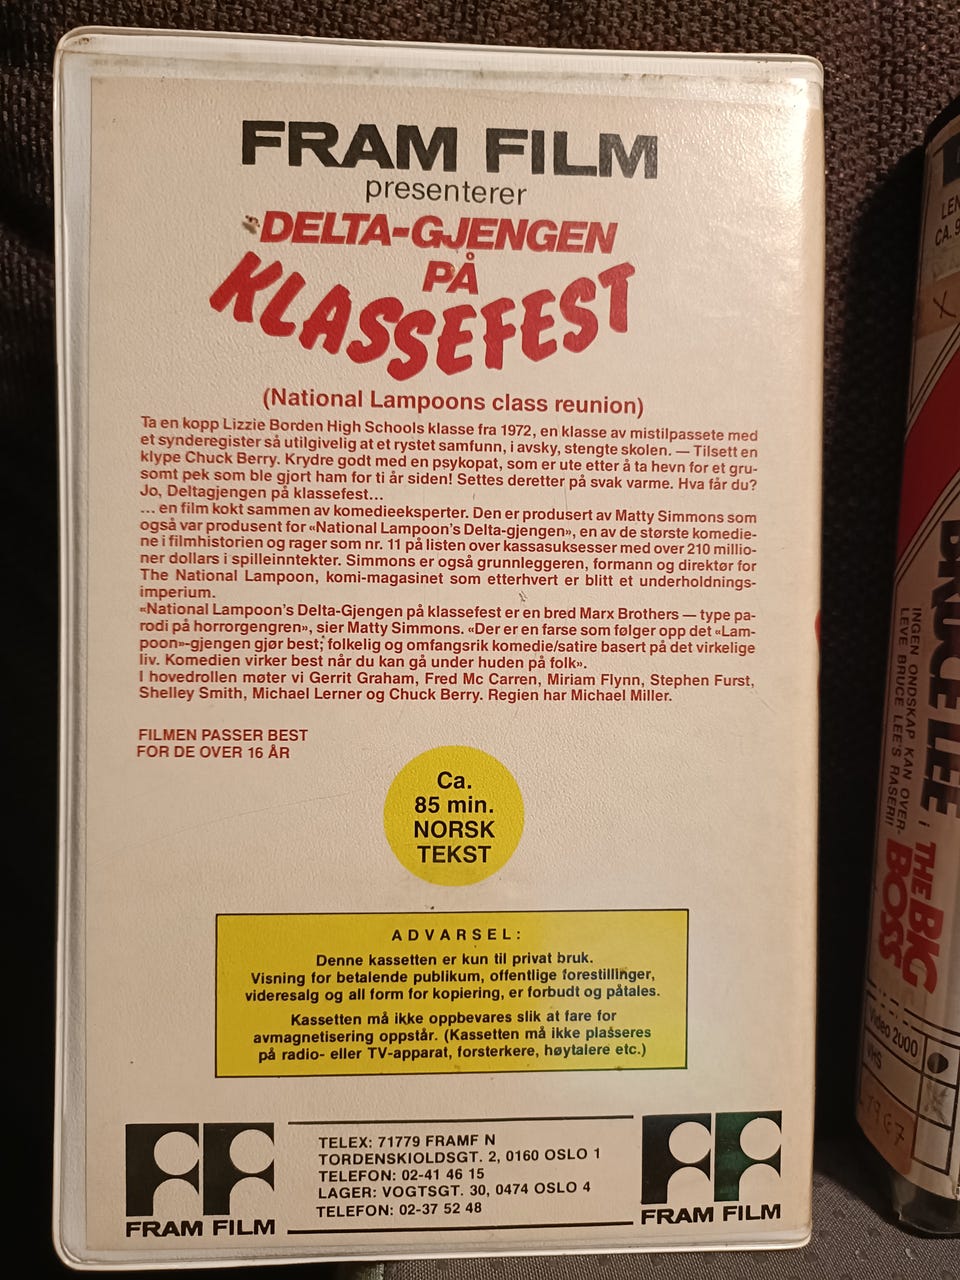 FRAM FILM
presenterer
DELTA-GJENGEN
PÅ
KLASSEFEST
(National Lampoons class reunion)
Ta en kopp Lizzie Borden High Schools klasse fra 1972, en klasse av mistilpassete med
et synderegister så utilgivelig at et rystet samfunn, i avsky, stengte skolen. — Tilsett en
klype Chuck Berry. Krydre godt med en psykopat, som er ute etter å ta hevn for et gru-
somt pek som ble gjort ham for ti år siden! Settes deretter på svak varme. Hva får du?
Jo, Deltagjengen på klassefest...
... en film kokt sammen av komedieeksperter. Den er produsert av Matty Simmons som
også var produsent for «National Lampoon's Delta-gjengen», en av de største komedie-
ne i filmhistorien og rager som nr. 11 på listen over kassasuksesser med over 210 millio-
ner dollars i spilleinntekter. Simmons er også grunnleggeren, formann og direktør for
The National Lampoon, komi-magasinet som etterhvert er blitt et underholdnings-
imperium.
«National Lampoon's Delta-Gjengen på klassefest er en bred Marx Brothers — type pa-
rodi på horrorgengren», sier Matty Simmons. «Der er en farse som følger opp det «Lam-
poon»-gjengen gjør best; folkelig og omfangsrik komedie/satire basert på det virkelige
liv. Komedien virker best når du kan gå under huden på folk».
I hovedrollen møter vi Gerrit Graham, Fred Mc Carren, Miriam Flynn, Stephen Furst,
Shelley Smith, Michael Lerner og Chuck Berry. Regien har Michael Miller.
FILMEN PASSER BEST
FOR DE OVER 16 ÅR
Ca.
85 min.
NORSK
TEKST
ADVARSEL:
Denne kassetten er kun til privat bruk.
Visning for betalende publikum, offentlige forestillinger,
videresalg og all form for kopiering, er forbudt og påtales.
Kassetten må ikke oppbevares slik at fare for
avmagnetisering oppstår. (Kassetten må ikke plasseres
på radio- eller TV-apparat, forsterkere, høytalere etc.)
FRAM FILM
TELEX: 71779 FRAMF N
TORDENSKIOLDSGT. 2, 0160 OSLO 1
TELEFON: 02-41 46 15
LAGER: VOGTSGT. 30, 0474 OSLO 4
TELEFON: 02-37 52 48
FRAM FILM
LEN
CA. 9
BRUCE LEE i
INGEN ONDSKAP KAN OVER-
LEVE BRUCE LEE'S RASERI!
THE BIG
BOSS
Video 2000
VHS